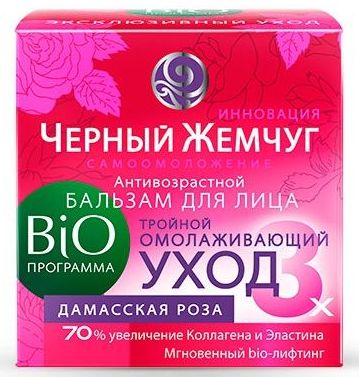 ЭКСКЛЮЗИВНЫЙ УХОД
ИННОВАЦИЯ
ЧЕРНЫЙ ЖЕМЧУГ
САМООМОЛОЖЕНИЕ
Антивозрастной
БАЛЬЗАМ ДЛЯ ЛИЦА
BiO
ПРОГРАММА
ТРОЙНОЙ
ОМОЛАЖИВАЮЩИЙ
УХОД 3x
ДАМАССКАЯ РОЗА
70% увеличение Коллагена и Эластина
Мгновенный bio-лифтинг